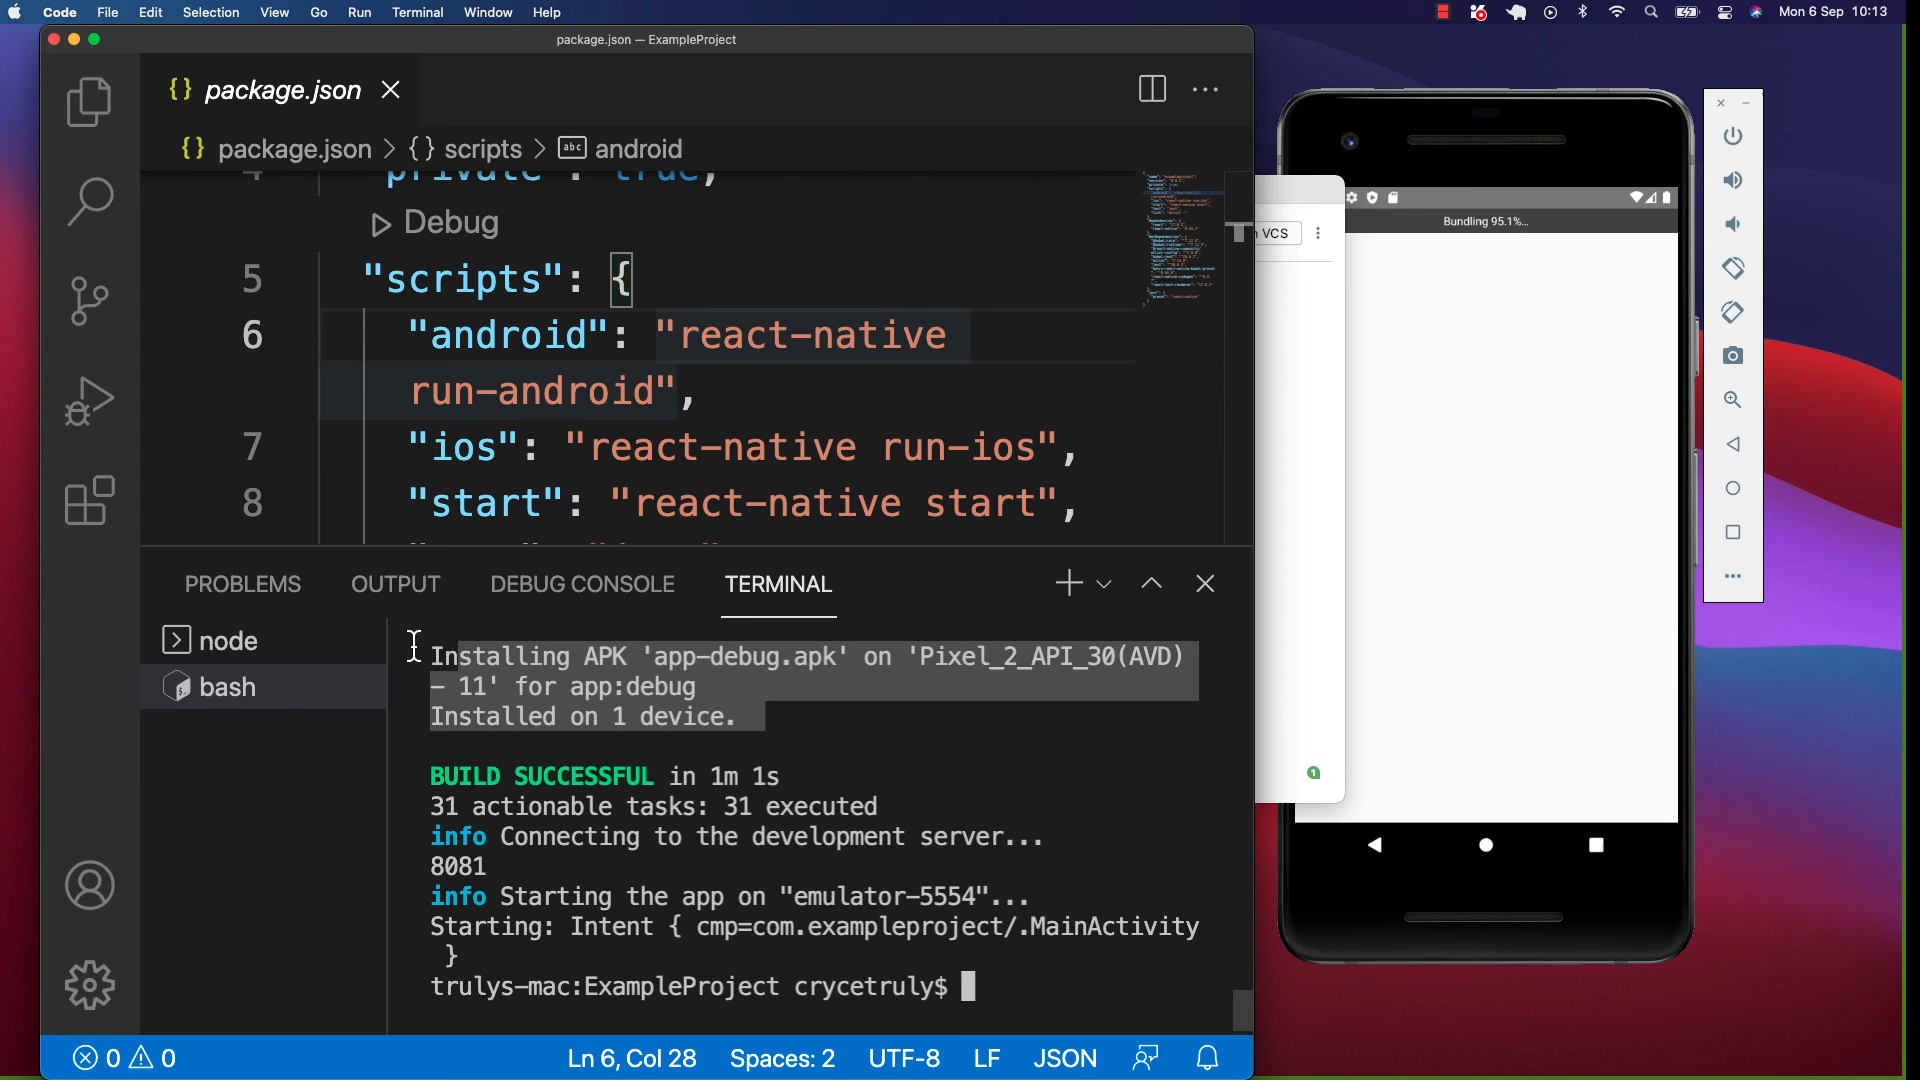 Code File Edit Selection View Go Run Terminal Window Help
Mon 6 Sep 10:13
package.json — ExampleProject
{} package.json
{} package.json > {} scripts > abc android
4 "private": true,
Debug
5 "scripts": {
6 "android": "react-native
run-android",
7 "ios": "react-native run-ios",
8 "start": "react-native start",
PROBLEMS OUTPUT DEBUG CONSOLE TERMINAL
node
bash
Installing APK 'app-debug.apk' on 'Pixel_2_API_30(AVD)
- 11' for app:debug
Installed on 1 device.
BUILD SUCCESSFUL in 1m 1s
31 actionable tasks: 31 executed
info Connecting to the development server...
8081
info Starting the app on "emulator-5554"...
Starting: Intent { cmp=com.exampleproject/.MainActivity
}
trulys-mac:ExampleProject crycetruly$
0 0
Ln 6, Col 28 Spaces: 2 UTF-8 LF JSON
VCS
1
Bundling 95.1%...